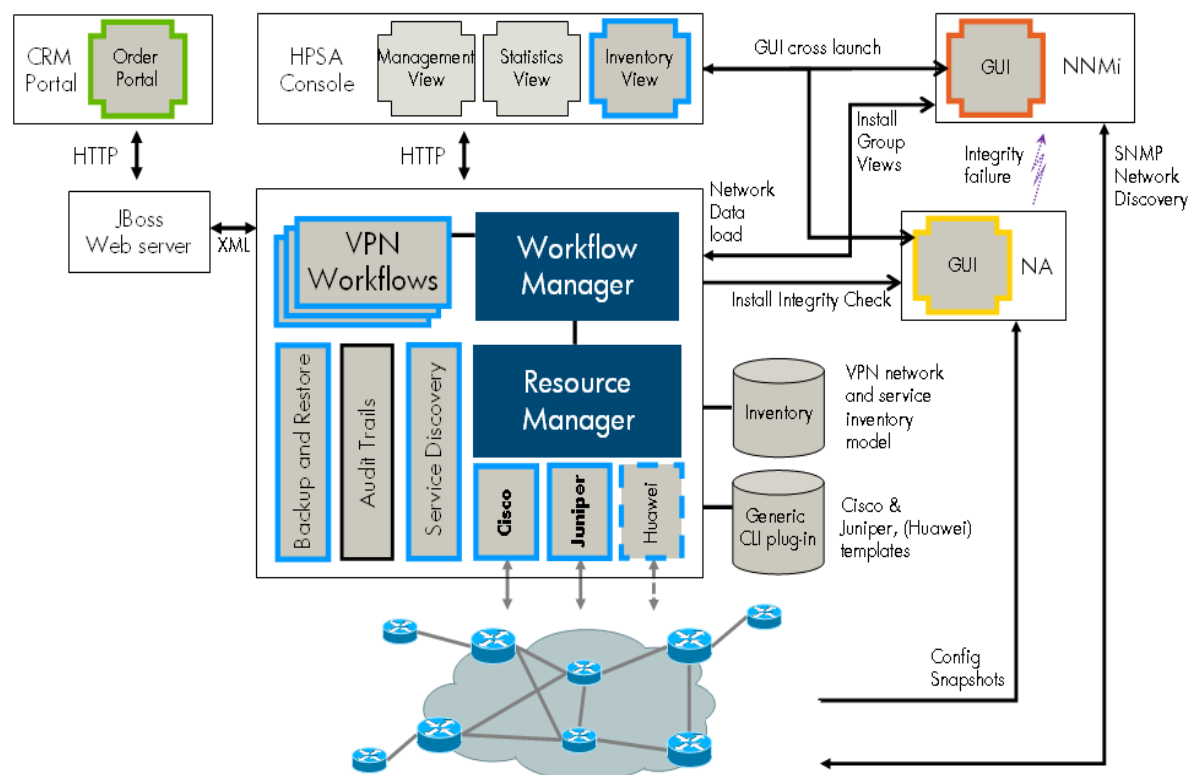 CRM
Portal
Order
Portal
HPSA
Console
Management
View
Statistics
View
Inventory
View
GUI cross launch
GUI
NNMi
HTTP
HTTP
Install
Group
Views
Integrity
failure
SNMP
Network
Discovery
JBoss
Web server
XML
VPN
Workflows
Workflow
Manager
Network
Data
load
GUI
NA
Install Integrity Check
Backup and Restore
Audit Trails
Service Discovery
Resource
Manager
Inventory
VPN network
and service
inventory
model
Cisco
Juniper
Huawei
Generic
CLI plug-in
Cisco &
Juniper, (Huawei)
templates
Config
Snapshots